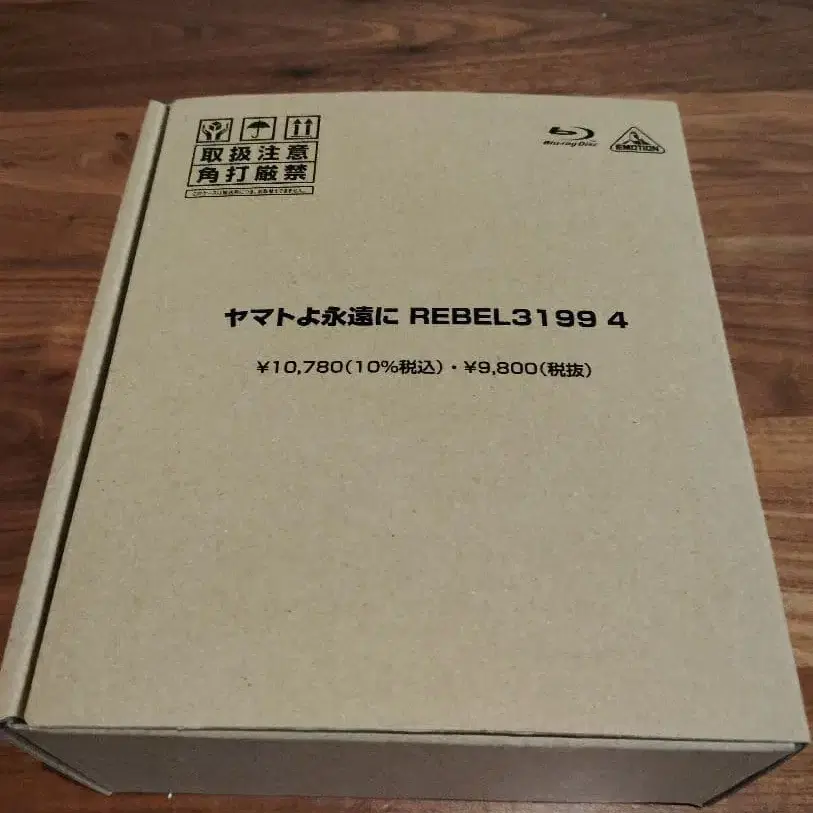 取扱注意
角打厳禁
Blu-ray Disc
EMOTION
ヤマトよ永遠に REBEL3199 4
¥10,780(10%税込)・¥9,800(税抜)